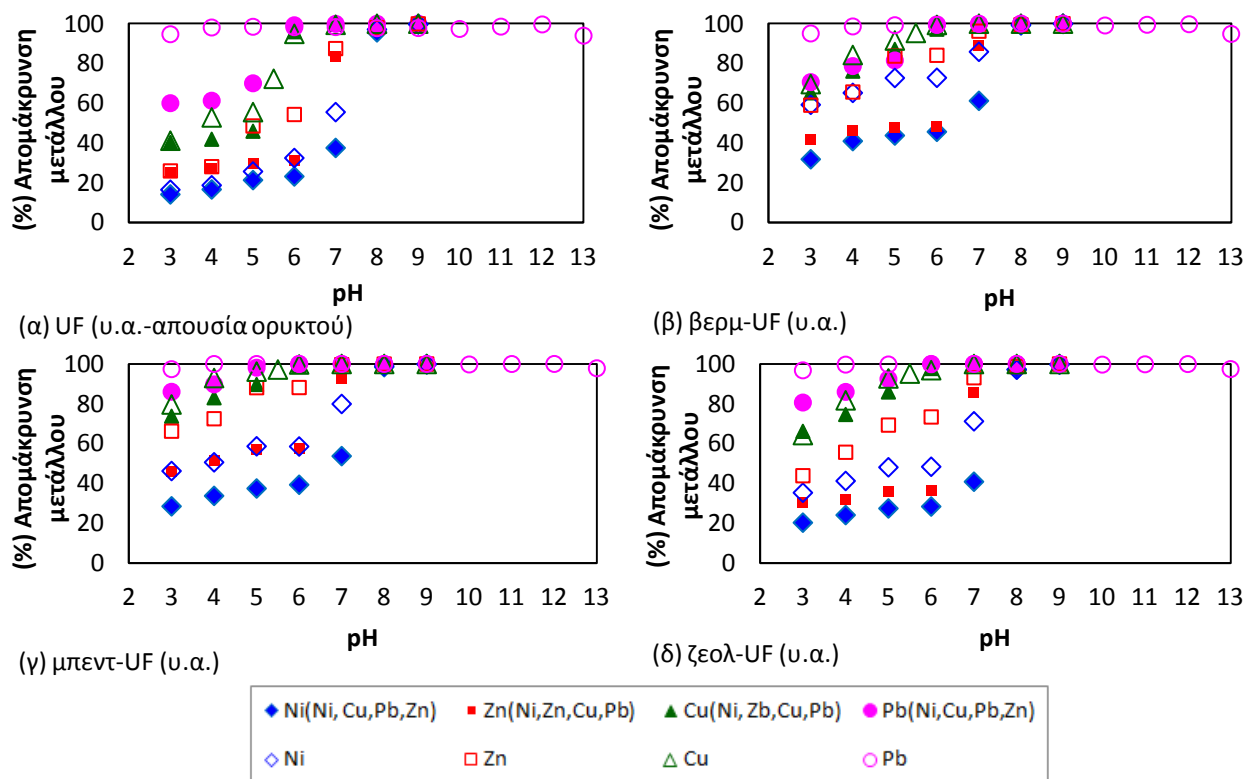 (%) Απομάκρυνση
μετάλλου
100
80
60
40
20
0
2 3 4 5 6 7 8 9 10 11 12 13
pH
(α) UF (υ.α.-απουσία ορυκτού)
(%) Απομάκρυνση
μετάλλου
100
80
60
40
20
0
2 3 4 5 6 7 8 9 10 11 12 13
pH
(β) βερμ-UF (υ.α.)
(%) Απομάκρυνση
μετάλλου
100
80
60
40
20
0
2 3 4 5 6 7 8 9 10 11 12 13
pH
(γ) μπεντ-UF (υ.α.)
(%) Απομάκρυνση
μετάλλου
100
80
60
40
20
0
2 3 4 5 6 7 8 9 10 11 12 13
pH
(δ) ζεολ-UF (υ.α.)
Ni(Ni, Cu,Pb,Zn) Zn(Ni,Zn,Cu,Pb) Cu(Ni, Zb,Cu,Pb) Pb(Ni,Cu,Pb,Zn)
Ni Zn Cu Pb